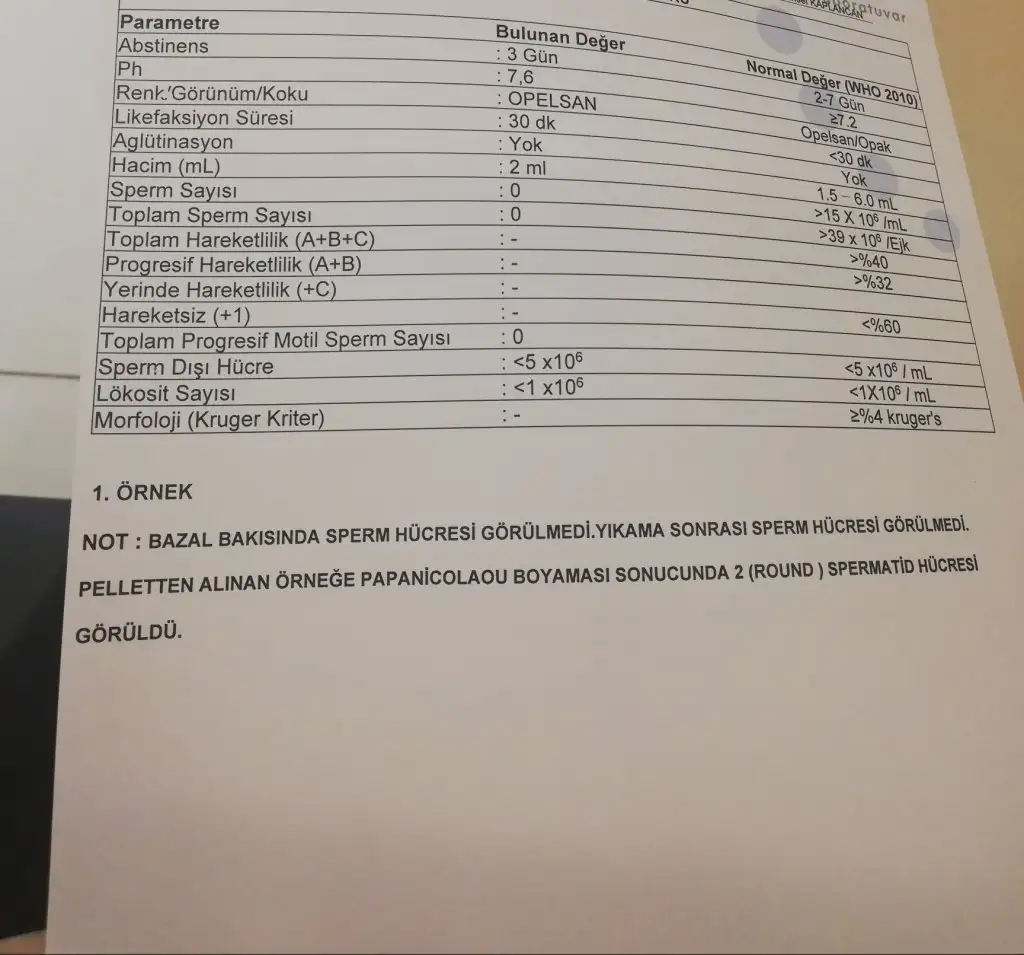 KAPLANCAN
Parametre Bulunan Değer Normal Değer (WHO 2010)
Abstinens : 3 Gün 2-7 Gün
Ph : 7,6 ≥7.2
Renk/Görünüm/Koku : OPELSAN Opelsan/Opak
Likefaksiyon Süresi : 30 dk <30 dk
Aglütinasyon : Yok Yok
Hacim (mL) : 2 ml 1.5 – 6.0 mL
Sperm Sayısı : 0 >15 X 10⁶ /mL
Toplam Sperm Sayısı : 0 >39 x 10⁶ /Ejk
Toplam Hareketlilik (A+B+C) : - >%40
Progresif Hareketlilik (A+B) : - >%32
Yerinde Hareketlilik (+C) : -
Hareketsiz (+1) : - <%60
Toplam Progresif Motil Sperm Sayısı : 0
Sperm Dışı Hücre : <5 x10⁶ <5 x10⁶ / mL
Lökosit Sayısı : <1 x10⁶ <1X10⁶ / mL
Morfoloji (Kruger Kriter) : - ≥%4 kruger's
1. ÖRNEK
NOT : BAZAL BAKISINDA SPERM HÜCRESİ GÖRÜLMEDİ.YIKAMA SONRASI SPERM HÜCRESİ GÖRÜLMEDİ.
PELLETTEN ALINAN ÖRNEĞE PAPANİCOLAOU BOYAMASI SONUCUNDA 2 (ROUND ) SPERMATİD HÜCRESİ
GÖRÜLDÜ.